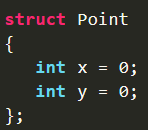 struct Point
{
    int x = 0;
    int y = 0;
};